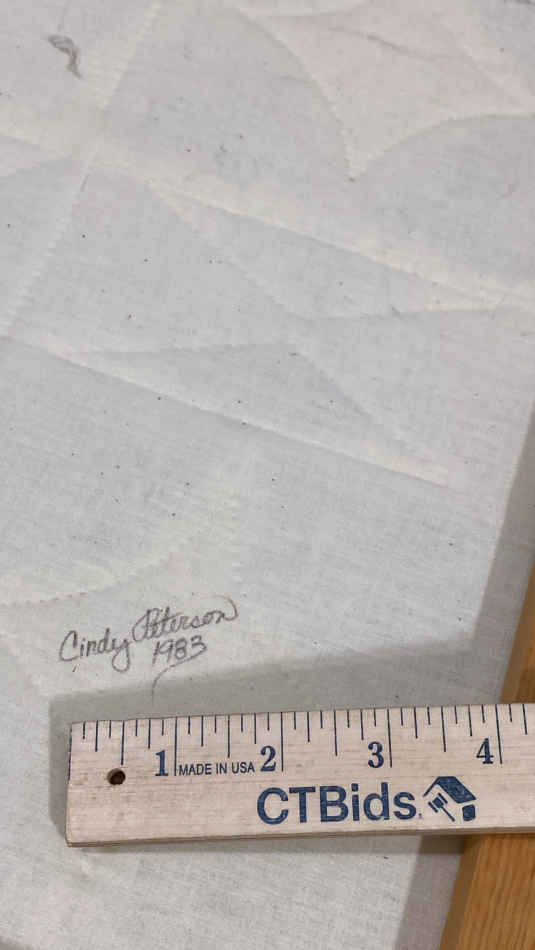 Cindy Peterson
1983
1 MADE IN USA 2 3 4
CTBids